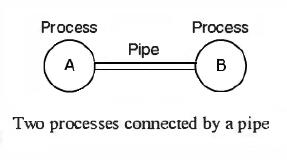 Process Process
Pipe
A B
Two processes connected by a pipe